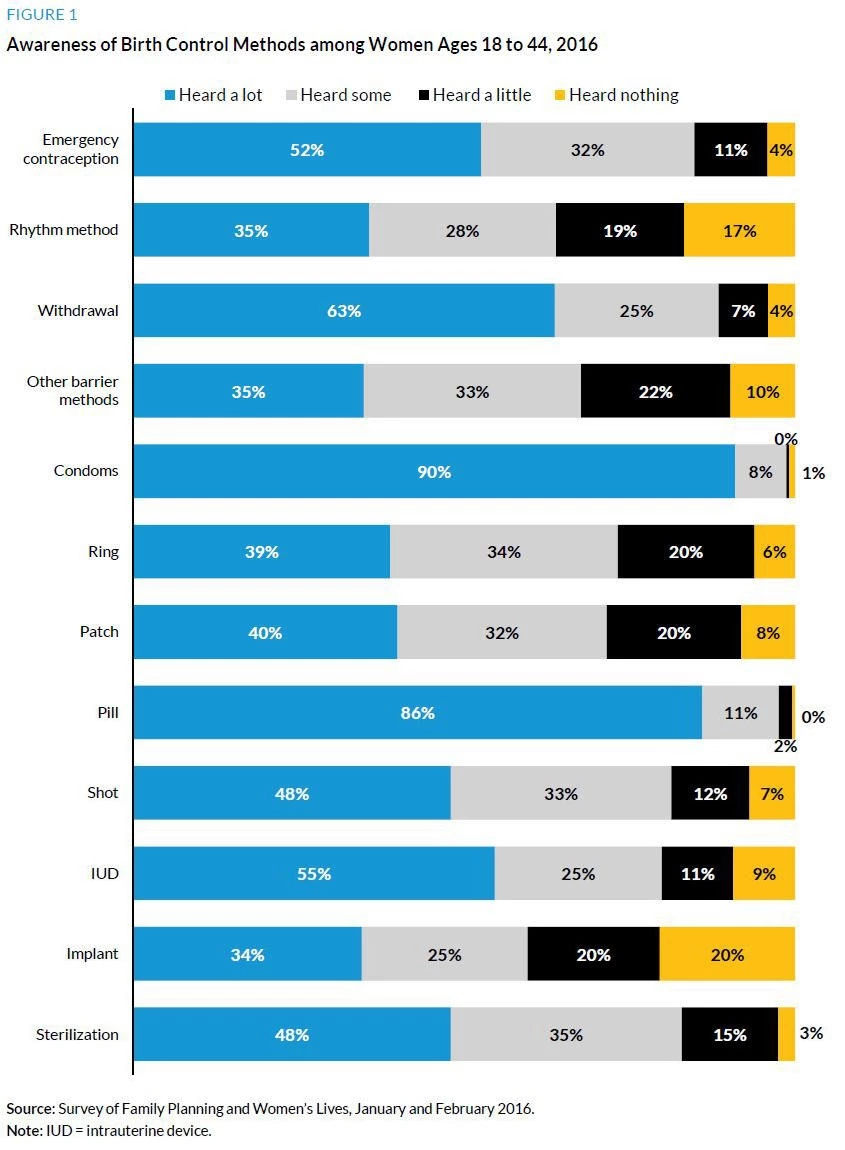 FIGURE 1
Awareness of Birth Control Methods among Women Ages 18 to 44, 2016
Heard a lot Heard some Heard a little Heard nothing
Emergency
contraception
52% 32% 11% 4%
Rhythm method 35% 28% 19% 17%
Withdrawal 63% 25% 7% 4%
Other barrier
methods
35% 33% 22% 10%
0%
Condoms 90% 8% 1%
Ring 39% 34% 20% 6%
Patch 40% 32% 20% 8%
Pill 86% 11% 0%
2%
Shot 48% 33% 12% 7%
IUD 55% 25% 11% 9%
Implant 34% 25% 20% 20%
Sterilization 48% 35% 15% 3%
Source: Survey of Family Planning and Women's Lives, January and February 2016.
Note: IUD = intrauterine device.